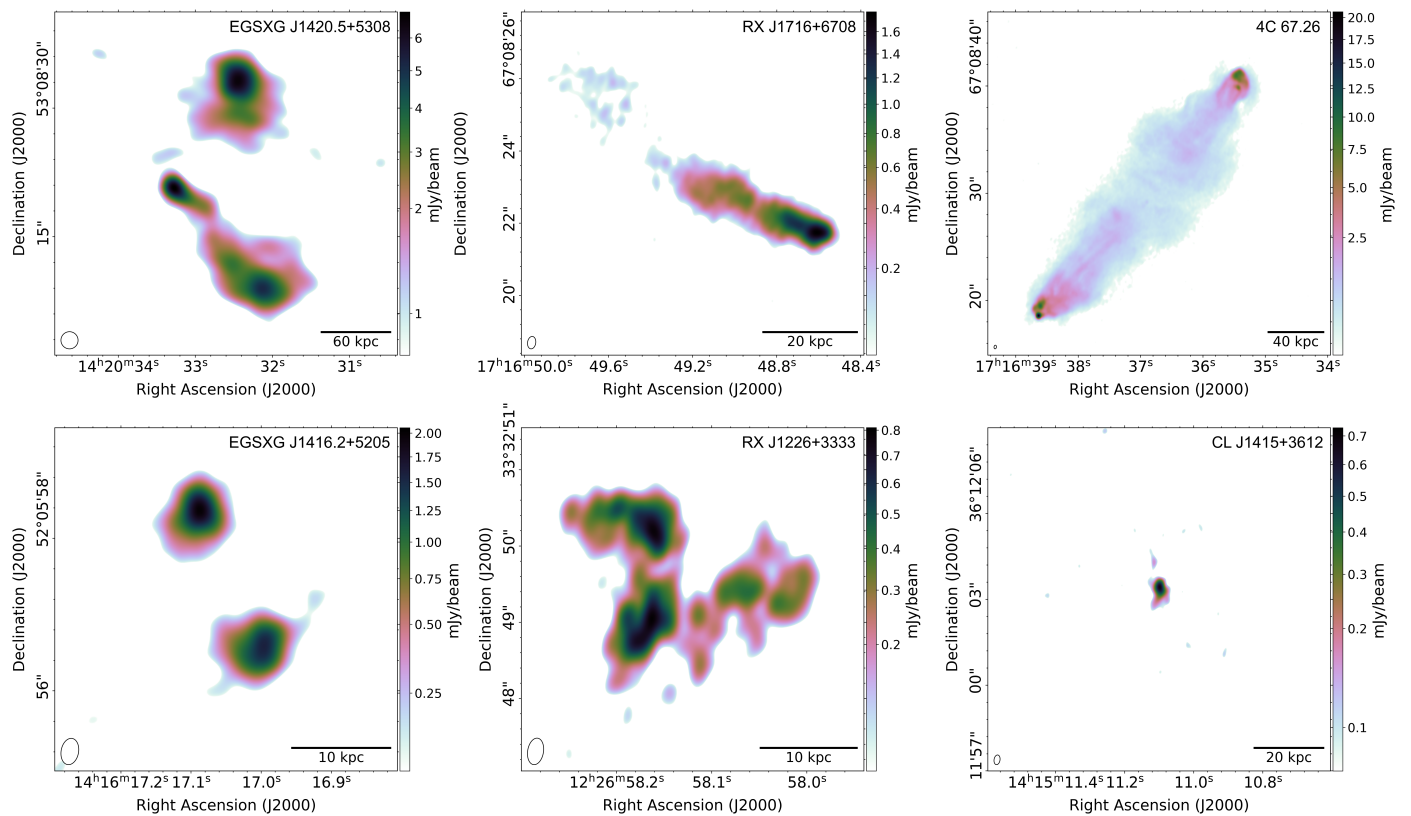 EGSXG J1420.5+5308
Declination (J2000)
53°08'30"
15"
60 kpc
14ʰ20ᵐ34ˢ 33ˢ 32ˢ 31ˢ
Right Ascension (J2000)
6
5
4
3
2
1
mJy/beam
RX J1716+6708
Declination (J2000)
67°08'26"
24"
22"
20"
20 kpc
17ʰ16ᵐ50.0ˢ 49.6ˢ 49.2ˢ 48.8ˢ 48.4ˢ
Right Ascension (J2000)
1.6
1.4
1.2
1.0
0.8
0.6
0.4
0.2
mJy/beam
4C 67.26
Declination (J2000)
67°08'40"
30"
20"
40 kpc
17ʰ16ᵐ39ˢ 38ˢ 37ˢ 36ˢ 35ˢ 34ˢ
Right Ascension (J2000)
20.0
17.5
15.0
12.5
10.0
7.5
5.0
2.5
mJy/beam
EGSXG J1416.2+5205
Declination (J2000)
52°05'58"
56"
10 kpc
14ʰ16ᵐ17.2ˢ 17.1ˢ 17.0ˢ 16.9ˢ
Right Ascension (J2000)
2.00
1.75
1.50
1.25
1.00
0.75
0.50
0.25
mJy/beam
RX J1226+3333
Declination (J2000)
33°32'51"
50"
49"
48"
10 kpc
12ʰ26ᵐ58.2ˢ 58.1ˢ 58.0ˢ
Right Ascension (J2000)
0.8
0.7
0.6
0.5
0.4
0.3
0.2
mJy/beam
CL J1415+3612
Declination (J2000)
36°12'06"
03"
00"
11'57"
20 kpc
14ʰ15ᵐ11.4ˢ 11.2ˢ 11.0ˢ 10.8ˢ
Right Ascension (J2000)
0.7
0.6
0.5
0.4
0.3
0.2
0.1
mJy/beam